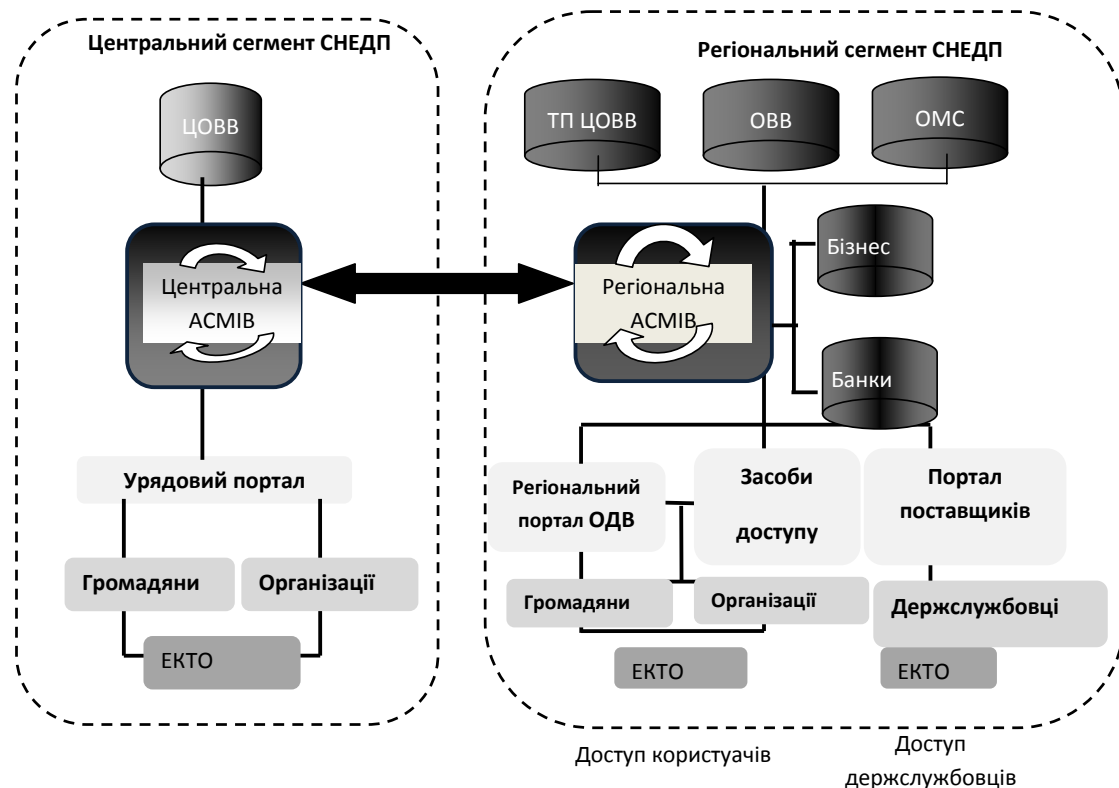 Центральний сегмент СНЕДП
ЦОВВ
Центральна
АСМІВ
Урядовий портал
Громадяни
Організації
ЕКТО
Регіональний сегмент СНЕДП
ТП ЦОВВ
ОВВ
ОМС
Бізнес
Регіональна
АСМІВ
Банки
Регіональний
портал ОДВ
Засоби
доступу
Портал
поставщиків
Громадяни
Організації
Держслужбовці
ЕКТО
ЕКТО
Доступ користуачів
Доступ
держслужбовців